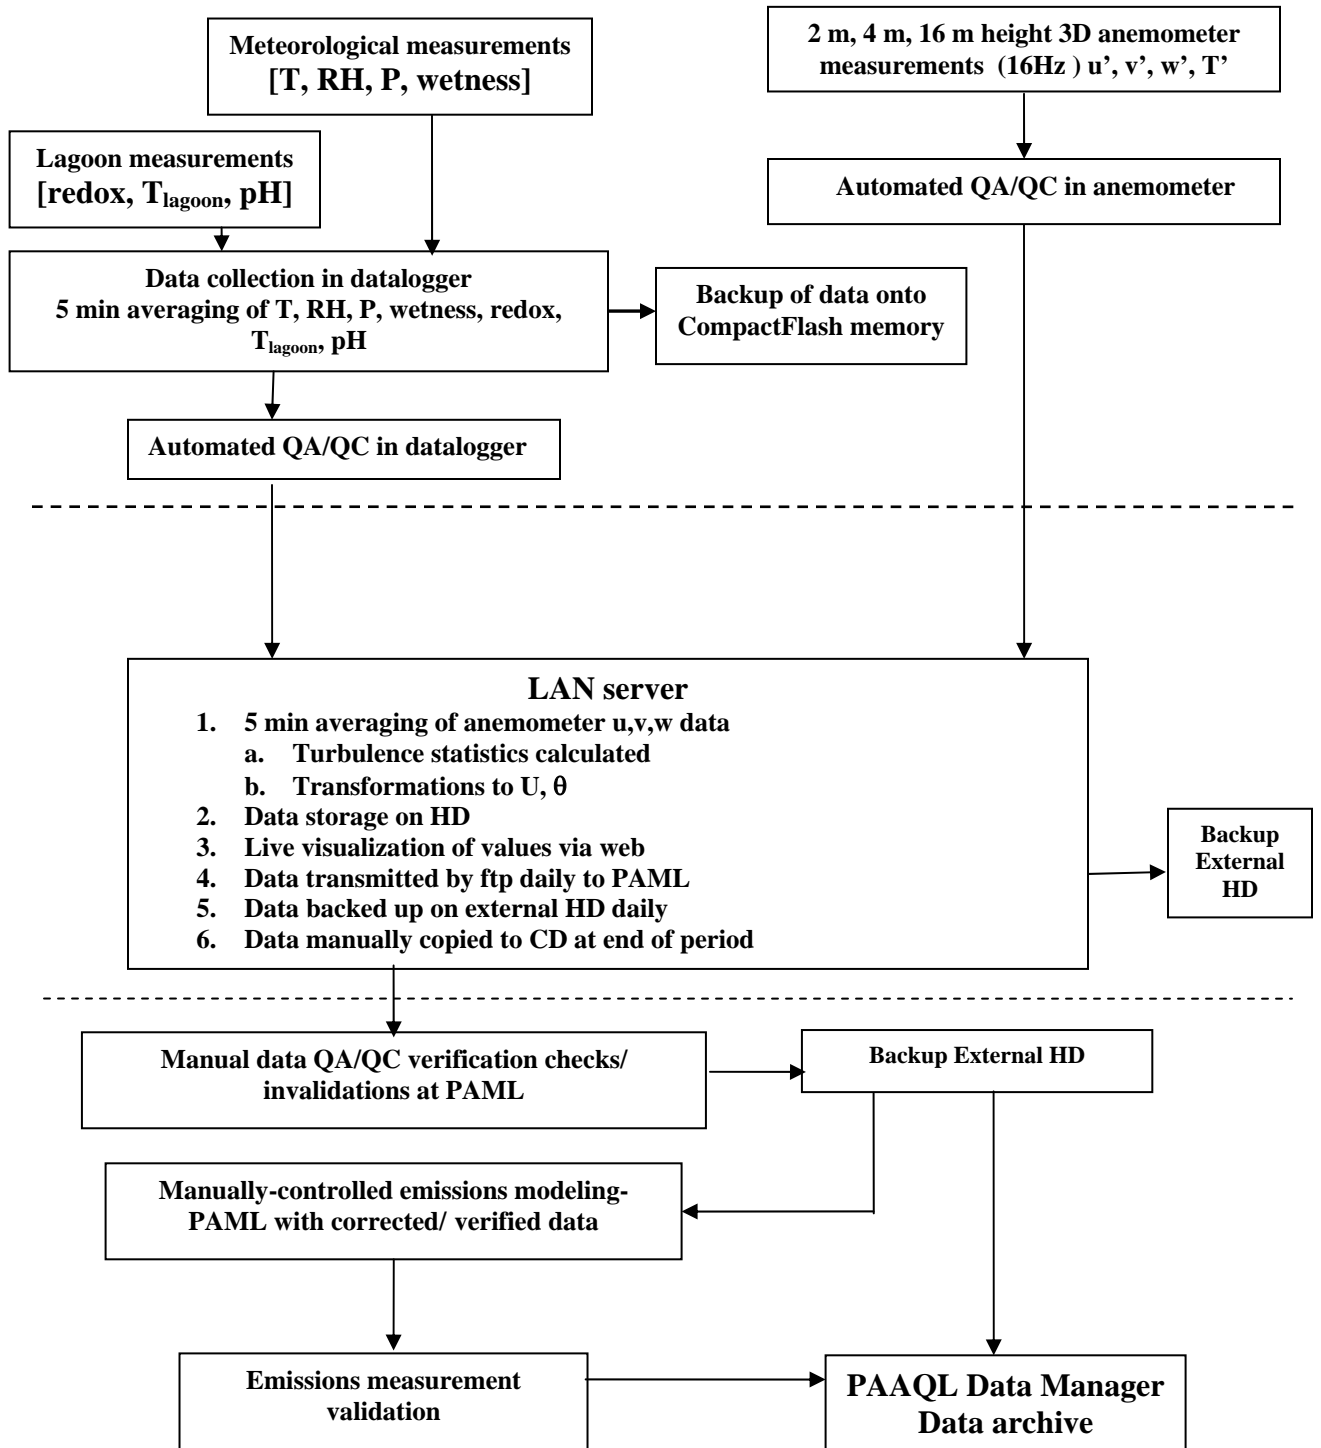 Meteorological measurements
[T, RH, P, wetness]
2 m, 4 m, 16 m height 3D anemometer
measurements (16Hz ) u’, v’, w’, T’
Lagoon measurements
[redox, Tlagoon, pH]
Automated QA/QC in anemometer
Data collection in datalogger
5 min averaging of T, RH, P, wetness, redox,
Tlagoon, pH
Backup of data onto
CompactFlash memory
Automated QA/QC in datalogger
LAN server
1. 5 min averaging of anemometer u,v,w data
a. Turbulence statistics calculated
b. Transformations to U, θ
2. Data storage on HD
3. Live visualization of values via web
4. Data transmitted by ftp daily to PAML
5. Data backed up on external HD daily
6. Data manually copied to CD at end of period
Backup
External
HD
Manual data QA/QC verification checks/
invalidations at PAML
Backup External HD
Manually-controlled emissions modeling-
PAML with corrected/ verified data
Emissions measurement
validation
PAAQL Data Manager
Data archive